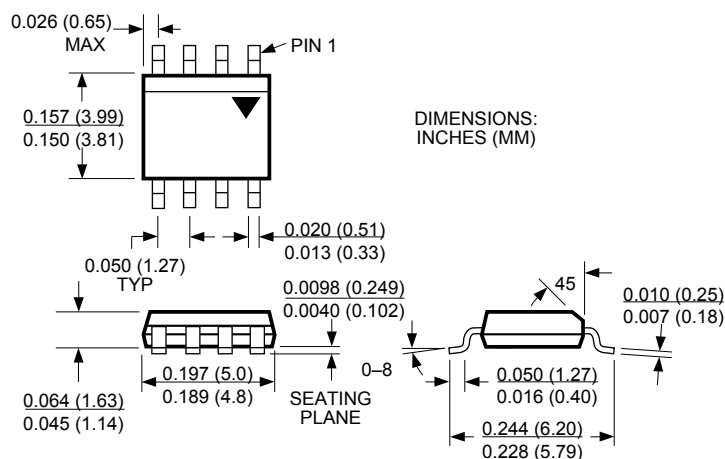 0.026 (0.65)
MAX
PIN 1
0.157 (3.99)
0.150 (3.81)
DIMENSIONS:
INCHES (MM)
0.020 (0.51)
0.013 (0.33)
0.050 (1.27)
TYP
0.0098 (0.249)
0.0040 (0.102)
45
0.010 (0.25)
0.007 (0.18)
0–8
0.064 (1.63)
0.045 (1.14)
0.197 (5.0)
0.189 (4.8)
SEATING
PLANE
0.050 (1.27)
0.016 (0.40)
0.244 (6.20)
0.228 (5.79)